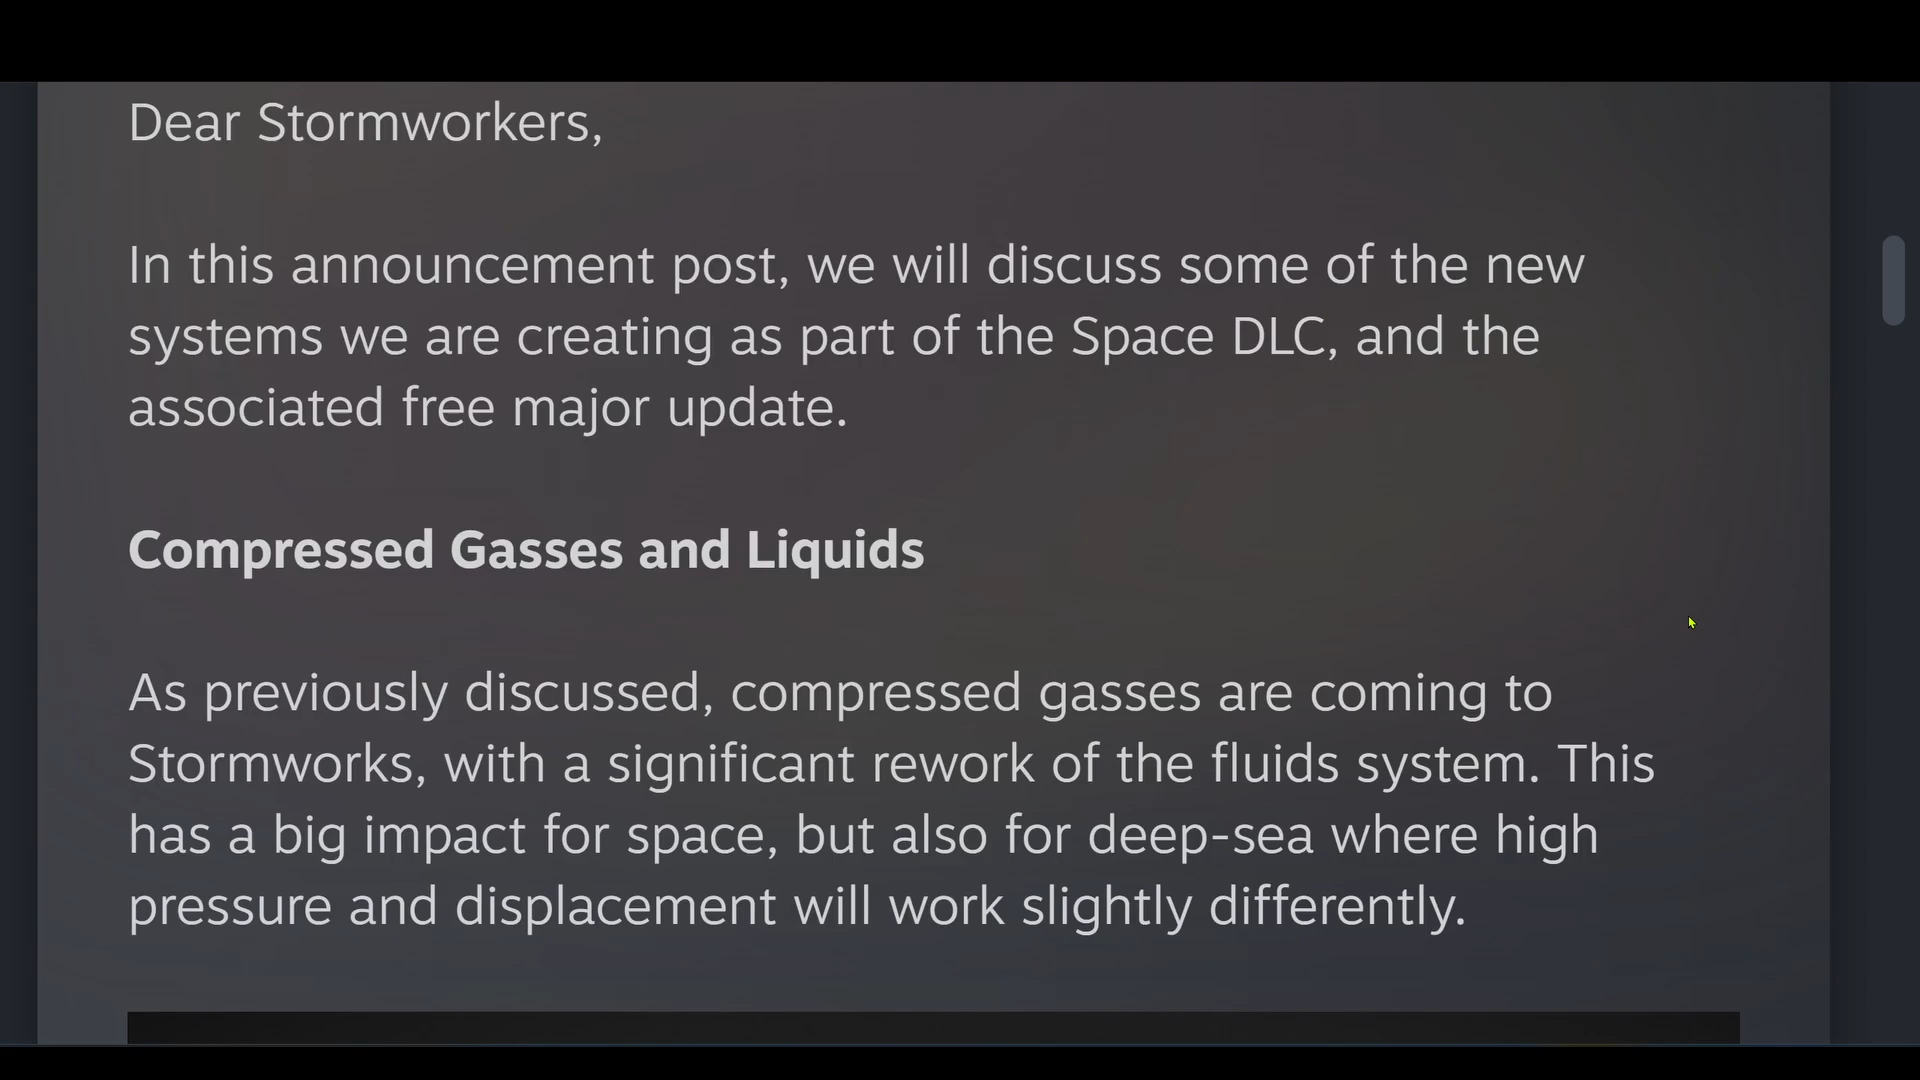 Dear Stormworkers,
In this announcement post, we will discuss some of the new
systems we are creating as part of the Space DLC, and the
associated free major update.
Compressed Gasses and Liquids
As previously discussed, compressed gasses are coming to
Stormworks, with a significant rework of the fluids system. This
has a big impact for space, but also for deep-sea where high
pressure and displacement will work slightly differently.